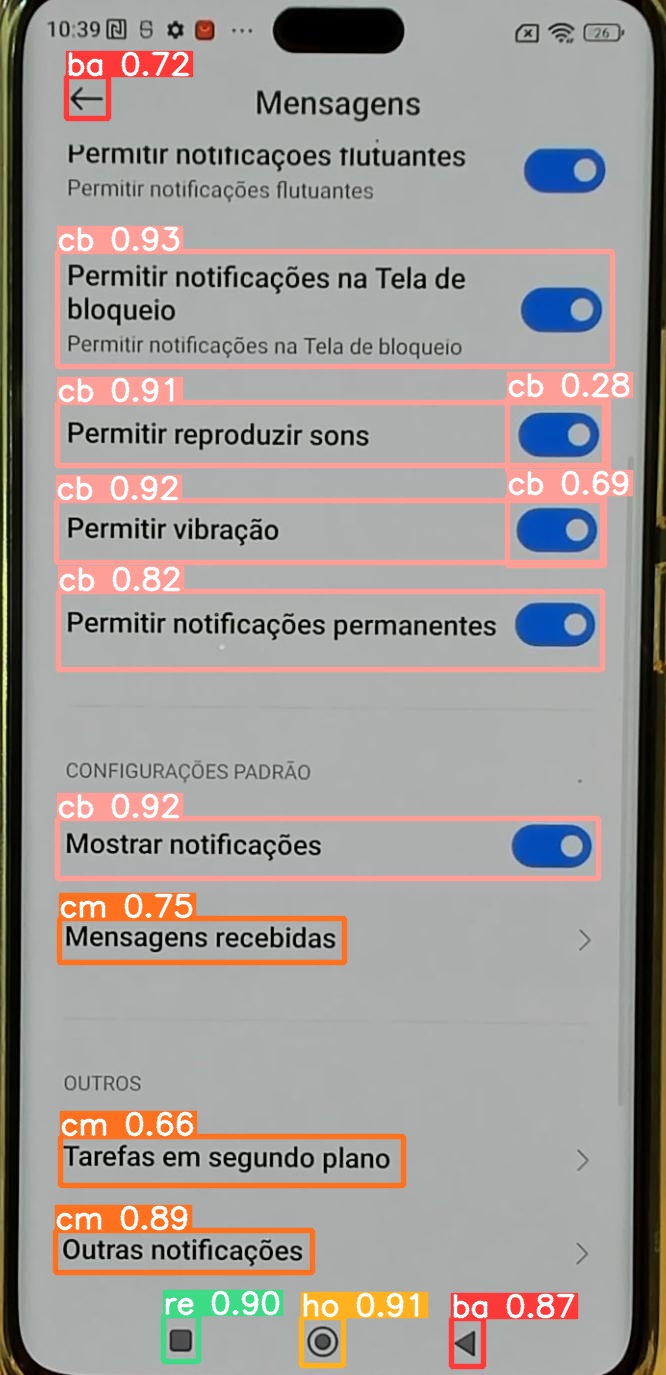 10:39 ... 26
ba 0.72
Mensagens
Permitir notificações flutuantes
Permitir notificações flutuantes
cb 0.93
Permitir notificações na Tela de
bloqueio
Permitir notificações na Tela de bloqueio
cb 0.91 cb 0.28
Permitir reproduzir sons
cb 0.92 cb 0.69
Permitir vibração
cb 0.82
Permitir notificações permanentes
CONFIGURAÇÕES PADRÃO
cb 0.92
Mostrar notificações
cm 0.75
Mensagens recebidas
OUTROS
cm 0.66
Tarefas em segundo plano
cm 0.89
Outras notificações
re 0.90 ho 0.91 ba 0.87